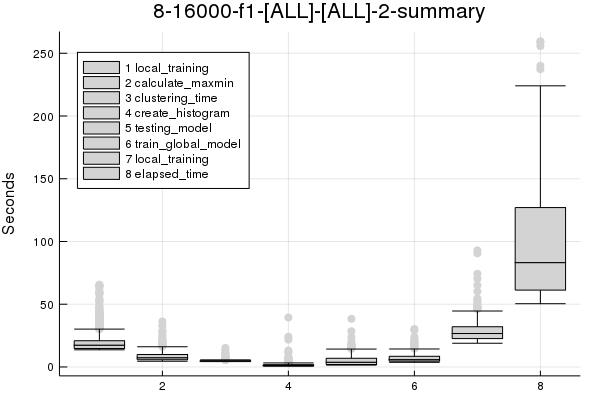 8-16000-f1-[ALL]-[ALL]-2-summary
250
200
150
100
50
0
Seconds
1 local_training
2 calculate_maxmin
3 clustering_time
4 create_histogram
5 testing_model
6 train_global_model
7 local_training
8 elapsed_time
2 4 6 8